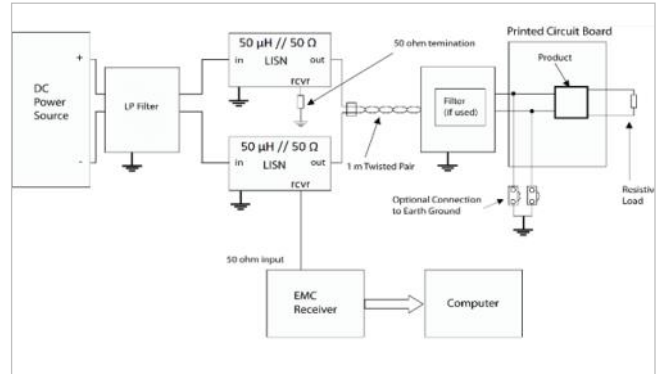 Printed Circuit Board
50 µH // 50 Ω
50 ohm temination
in
out
LISN
rcvr
Product
+
DC
Power
Source
-
LP Filter
Filter
(If used)
50 µH // 50 Ω
in
out
LISN
rcvr
1 m Twisted Pair
Resistive
Load
Optional Connection
to Earth Ground
50 ohm input
EMC
Receiver
Computer